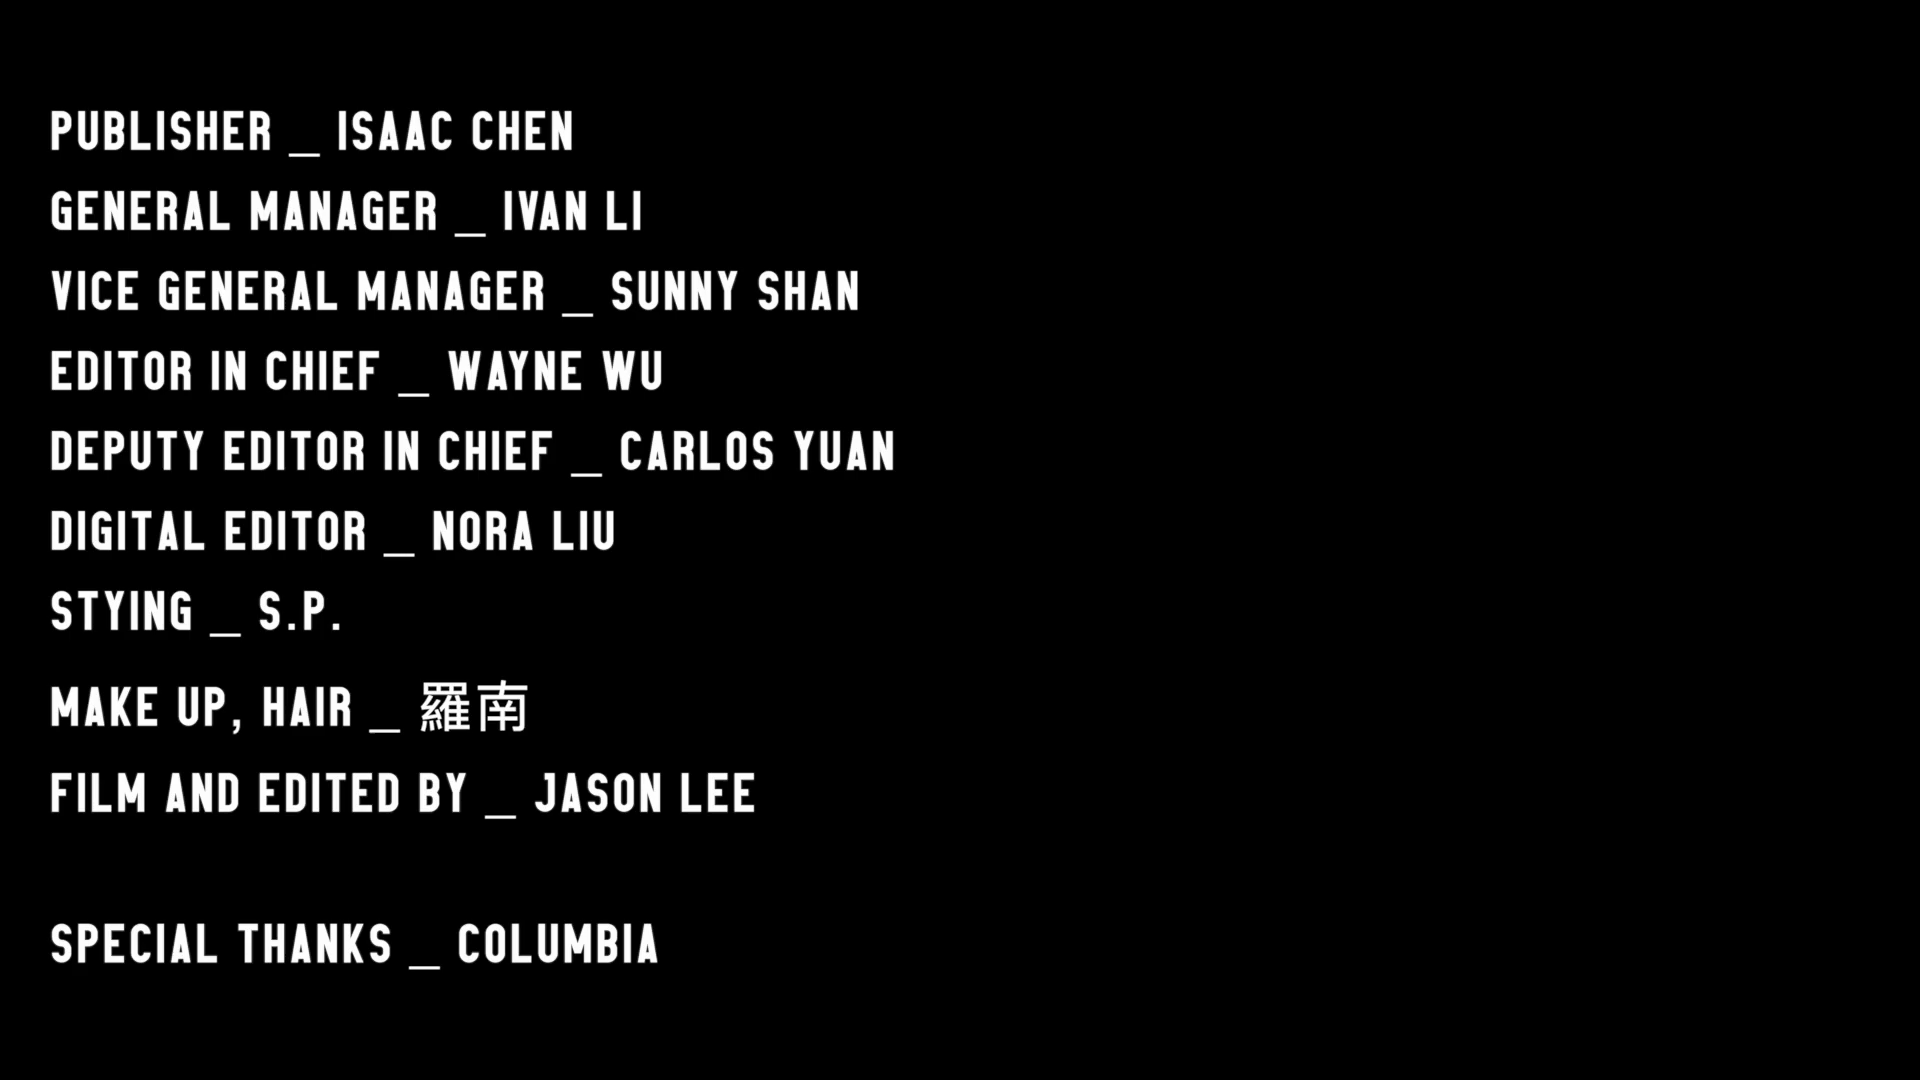 PUBLISHER _ ISAAC CHEN
GENERAL MANAGER _ IVAN LI
VICE GENERAL MANAGER _ SUNNY SHAN
EDITOR IN CHIEF _ WAYNE WU
DEPUTY EDITOR IN CHIEF _ CARLOS YUAN
DIGITAL EDITOR _ NORA LIU
STYING _ S.P.
MAKE UP, HAIR _ 羅南
FILM AND EDITED BY _ JASON LEE
SPECIAL THANKS _ COLUMBIA